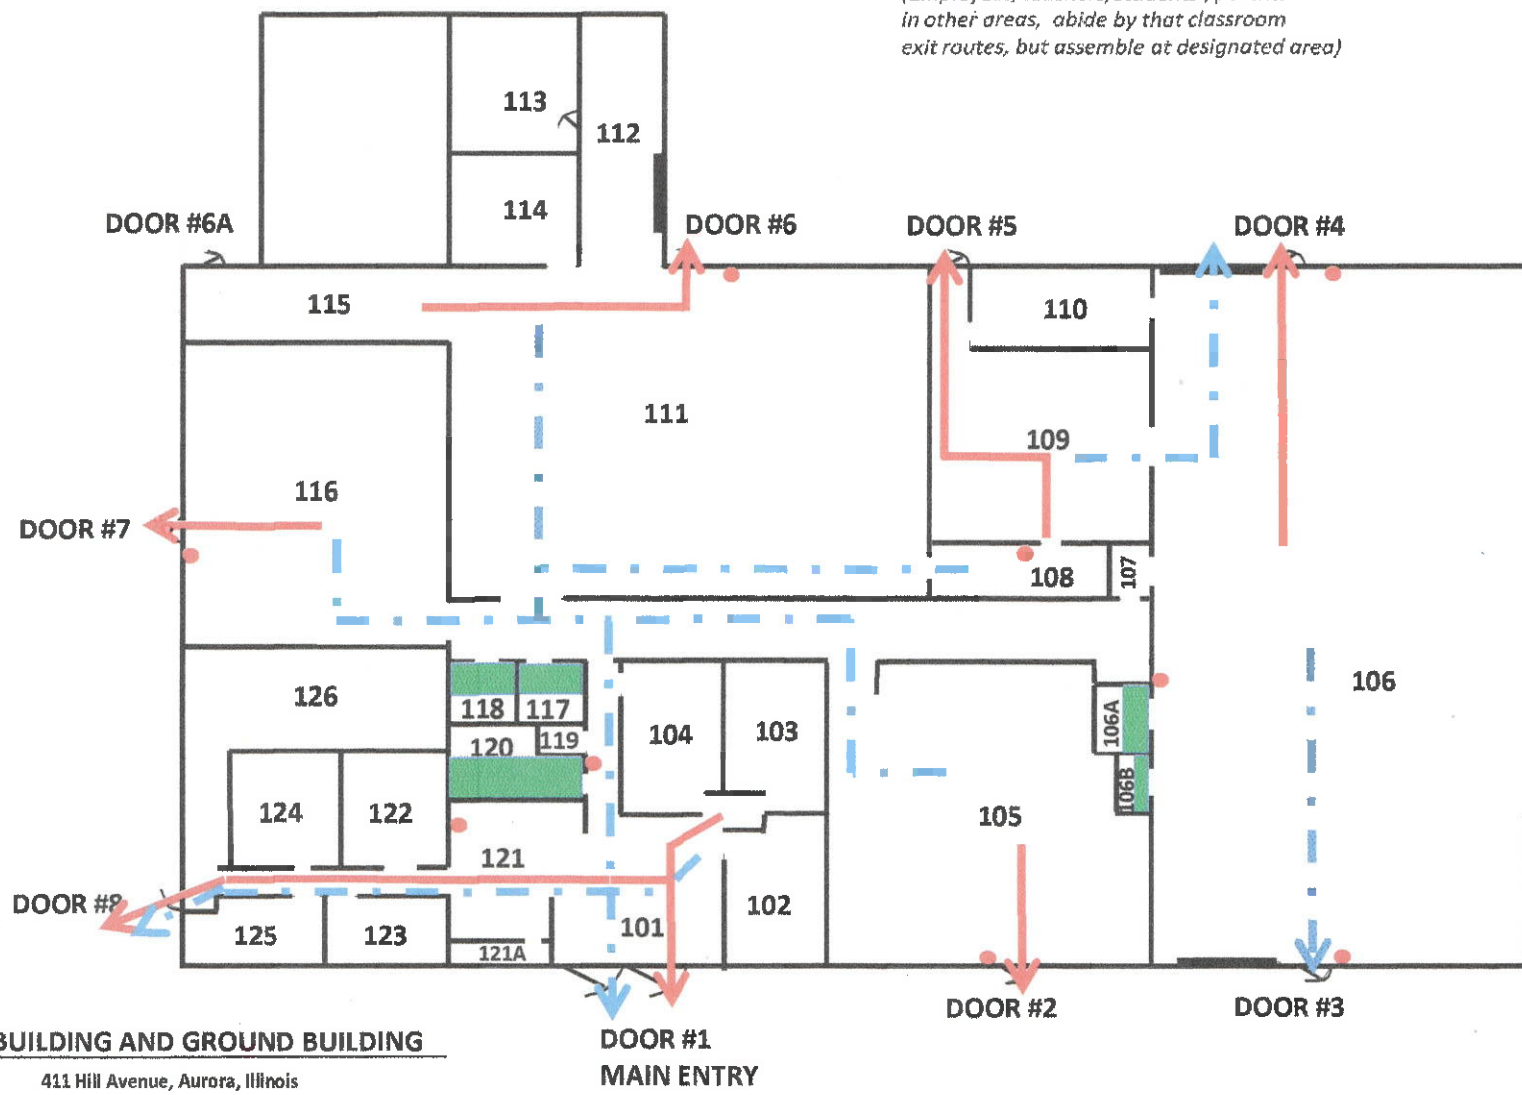 in other areas, abide by that classroom
exit routes, but assemble at designated area)
113
112
114
DOOR #6A
DOOR #6
DOOR #5
DOOR #4
115
110
111
109
116
DOOR #7
108
107
126
106
118
117
106A
104
103
119
120
106B
124
122
105
121
DOOR #8
102
101
125
123
121A
DOOR #2
DOOR #3
BUILDING AND GROUND BUILDING
DOOR #1
MAIN ENTRY
411 Hill Avenue, Aurora, Illinois